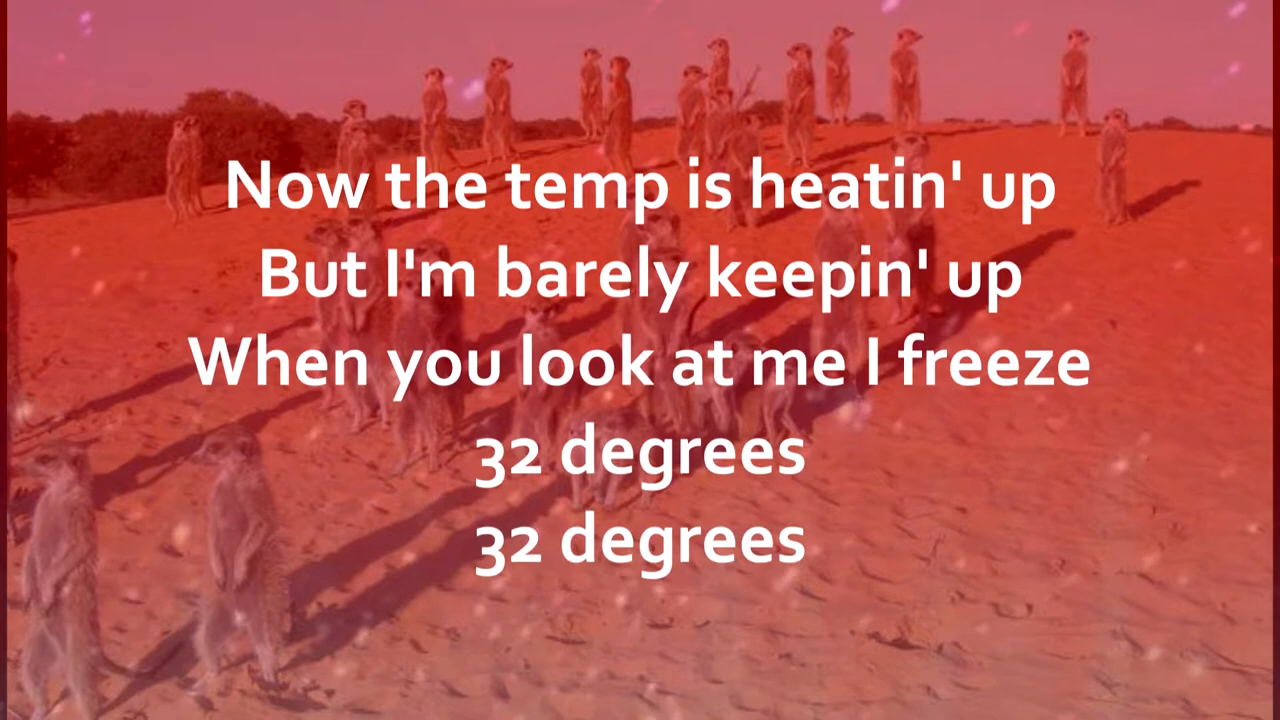 Now the temp is heatin' up
But I'm barely keepin' up
When you look at me I freeze
32 degrees
32 degrees